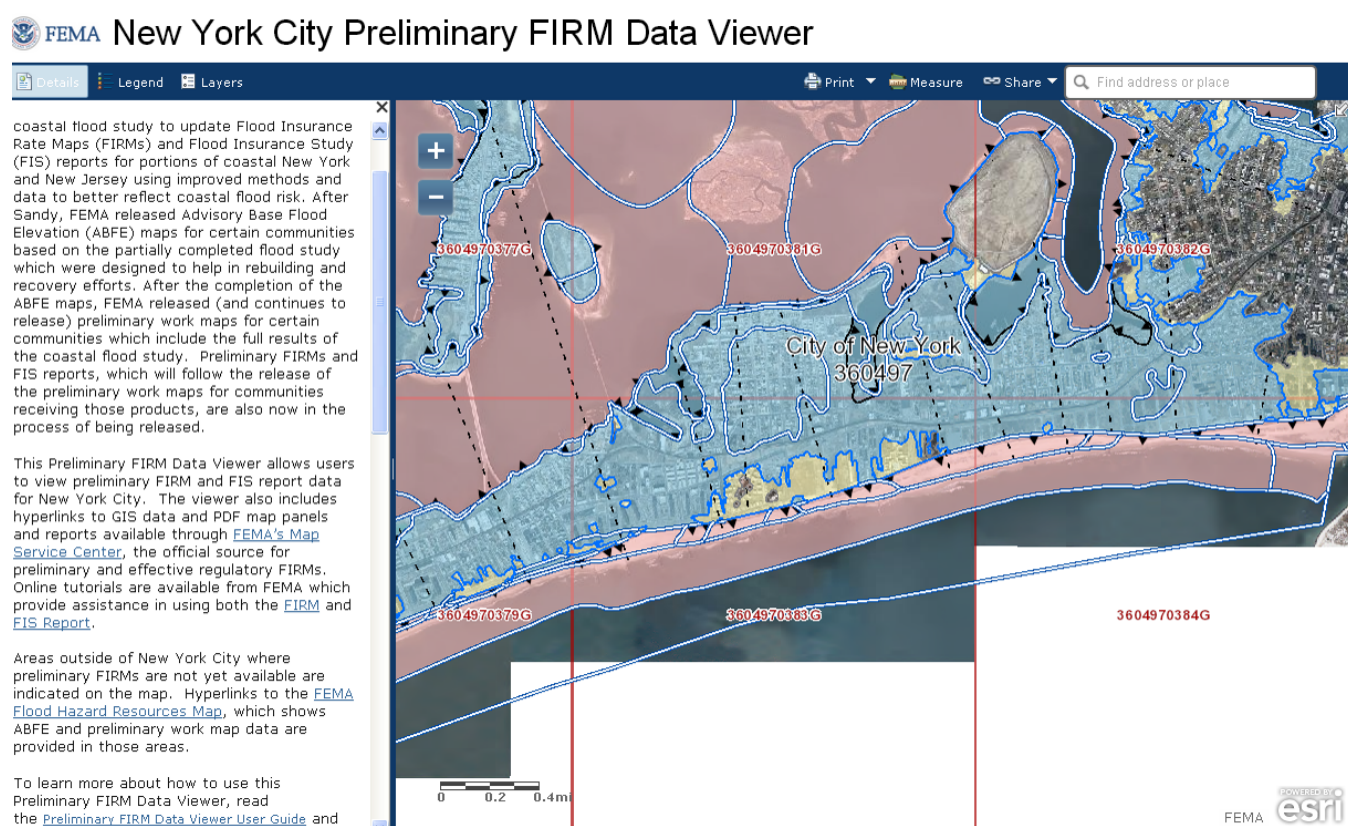 FEMA New York City Preliminary FIRM Data Viewer
Details Legend Layers Print Measure Share Find address or place
coastal flood study to update Flood Insurance
Rate Maps (FIRMs) and Flood Insurance Study
(FIS) reports for portions of coastal New York
and New Jersey using improved methods and
data to better reflect coastal flood risk. After
Sandy, FEMA released Advisory Base Flood
Elevation (ABFE) maps for certain communities
based on the partially completed flood study
which were designed to help in rebuilding and
recovery efforts. After the completion of the
ABFE maps, FEMA released (and continues to
release) preliminary work maps for certain
communities which include the full results of
the coastal flood study. Preliminary FIRMs and
FIS reports, which will follow the release of
the preliminary work maps for communities
receiving those products, are also now in the
process of being released.
This Preliminary FIRM Data Viewer allows users
to view preliminary FIRM and FIS report data
for New York City. The viewer also includes
hyperlinks to GIS data and PDF map panels
and reports available through FEMA's Map
Service Center, the official source for
preliminary and effective regulatory FIRMs.
Online tutorials are available from FEMA which
provide assistance in using both the FIRM and
FIS Report.
Areas outside of New York City where
preliminary FIRMs are not yet available are
indicated on the map. Hyperlinks to the FEMA
Flood Hazard Resources Map, which shows
ABFE and preliminary work map data are
provided in those areas.
To learn more about how to use this
Preliminary FIRM Data Viewer, read
the Preliminary FIRM Data Viewer User Guide and
3604970377G
3604970381G
3604970382G
City of New York
360497
3604970379G
3604970383G
3604970384G
0 0.2 0.4mi
FEMA
POWERED BY
esri